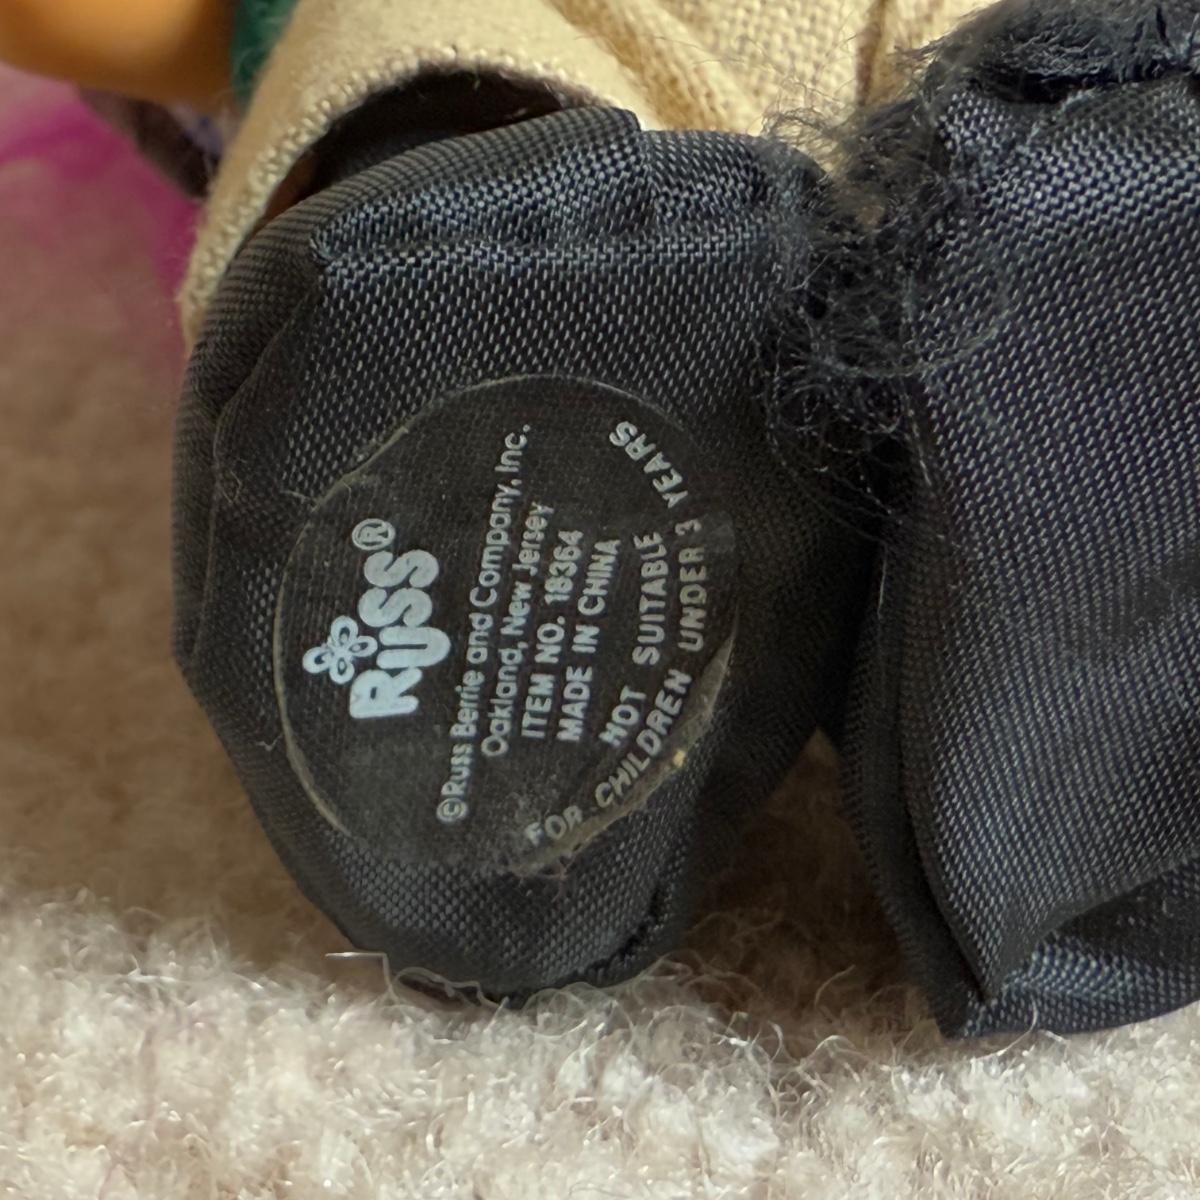 RUSS®
©Russ Berrie and Company, Inc.
Oakland, New Jersey
ITEM NO. 18364
MADE IN CHINA
NOT SUITABLE
FOR CHILDREN UNDER 3 YEARS